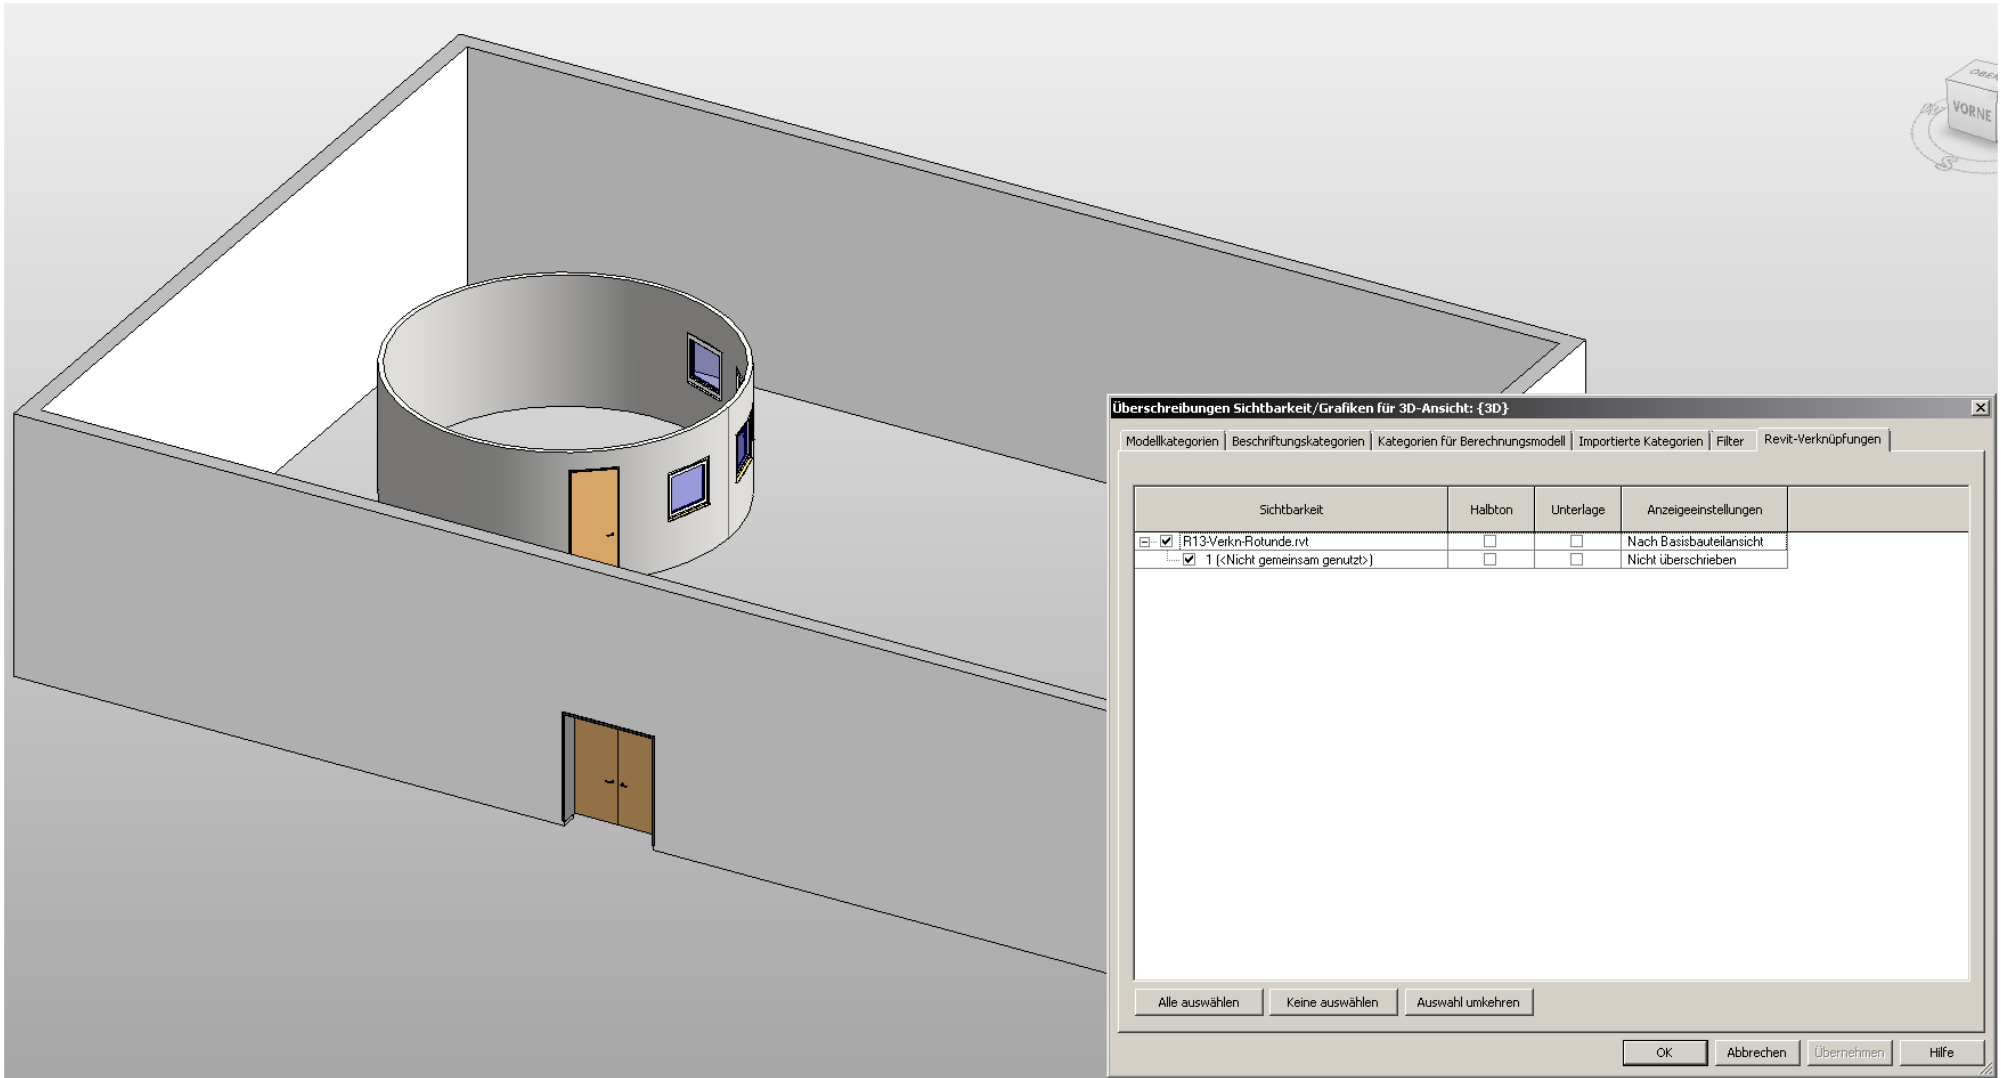 OBEN
VORNE
S
Überschreibungen Sichtbarkeit/Grafiken für 3D-Ansicht: {3D}
Modellkategorien Beschriftungskategorien Kategorien für Berechnungsmodell Importierte Kategorien Filter Revit-Verknüpfungen
Sichtbarkeit Halbton Unterlage Anzeigeeinstellungen
R13-Verkn-Rotunde.rvt Nach Basisbauteilansicht
1 (<Nicht gemeinsam genutzt>) Nicht überschrieben
Alle auswählen Keine auswählen Auswahl umkehren
OK Abbrechen Übernehmen Hilfe